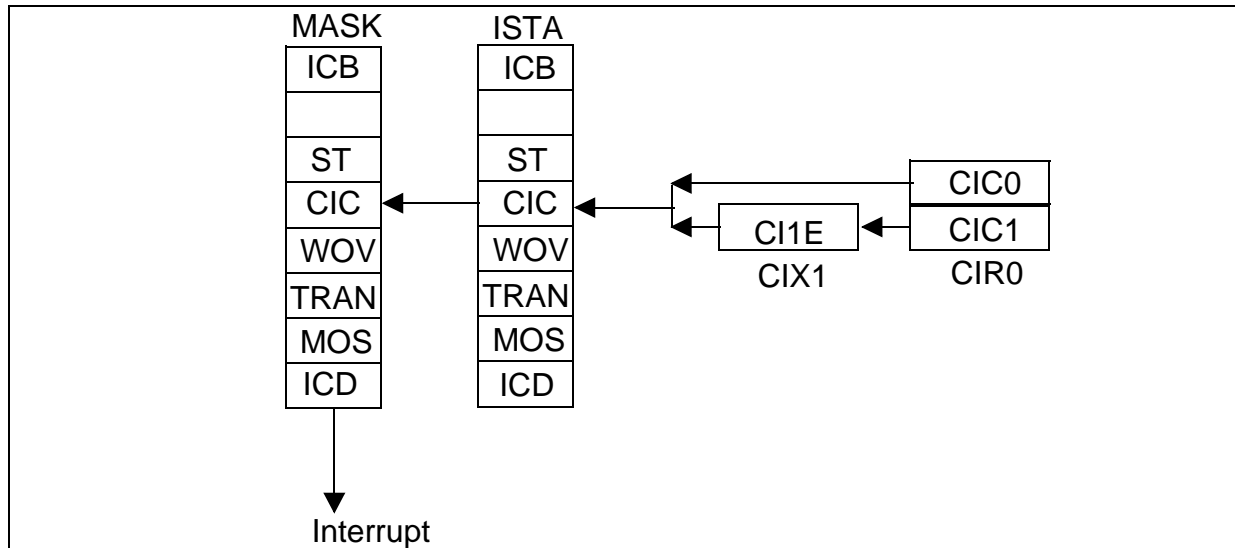 MASK ISTA
ICB ICB
ST ST
CIC0
CIC CIC
CI1E CIC1
WOV WOV
CIX1 CIR0
TRAN TRAN
MOS MOS
ICD ICD
Interrupt